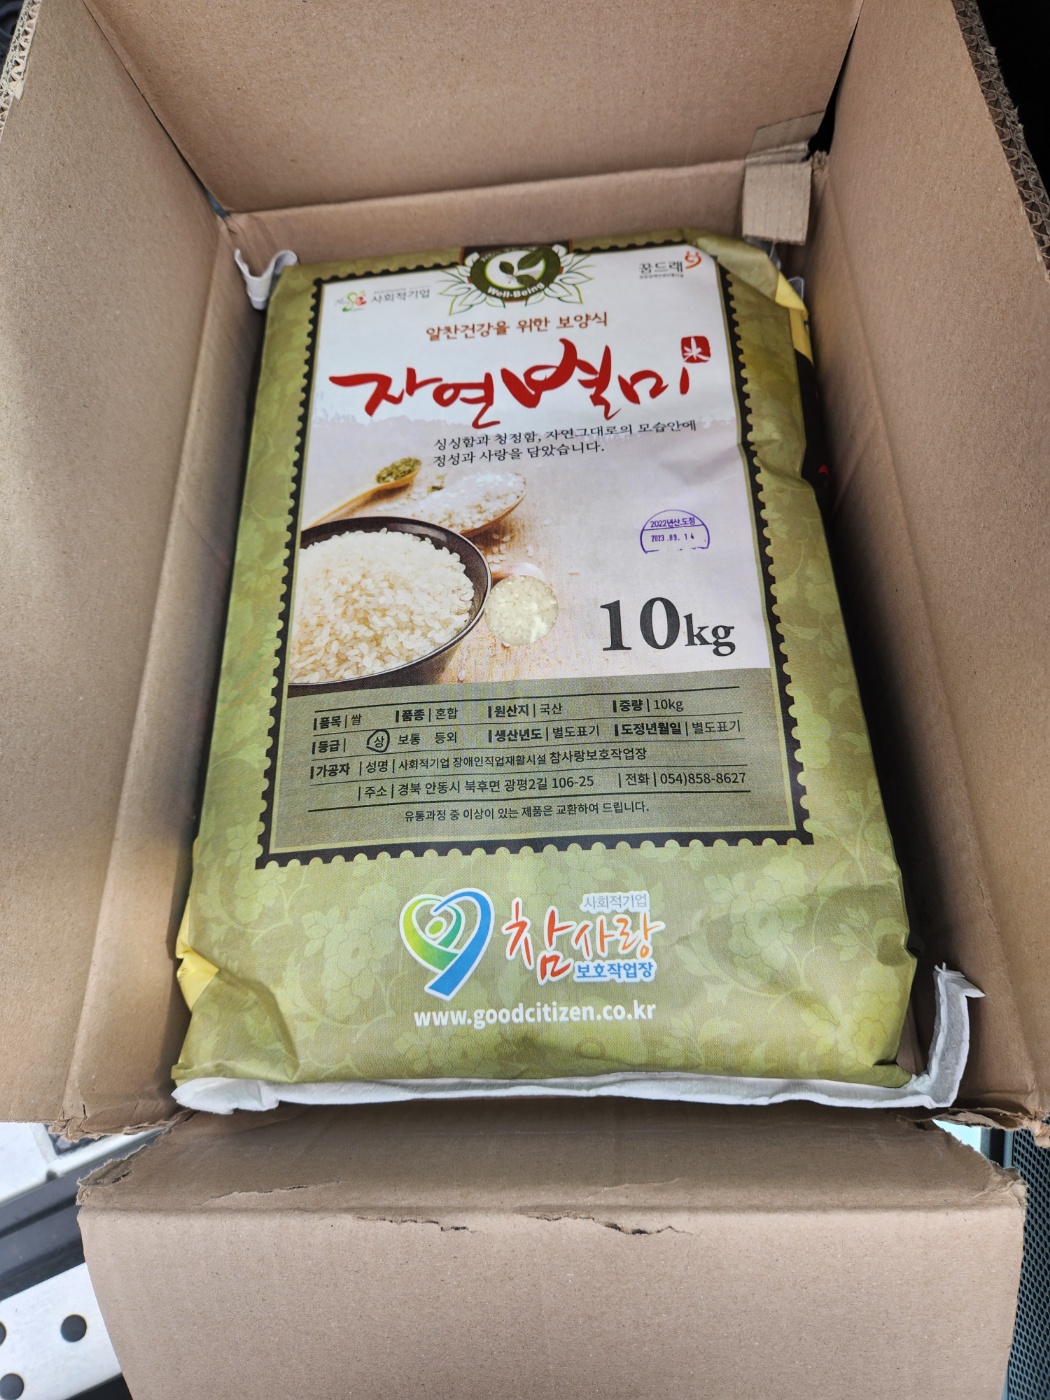 사회적기업
Well-Being
꿈드래
알찬건강을 위한 보양식
자연별미
米
싱싱함과 청정함, 자연그대로의 모습안에
정성과 사랑을 담았습니다.
2022년산 도정
2023.09.14
10kg
품목 | 쌀 품종 | 혼합 원산지 | 국산 중량 | 10kg
등급 | 상 보통 등외 생산년도 | 별도표기 도정년월일 | 별도표기
가공자 | 성명 | 사회적기업 장애인직업재활시설 참사랑보호작업장
주소 | 경북 안동시 북후면 광평2길 106-25 전화 | (054)858-8627
유통과정 중 이상이 있는 제품은 교환하여 드립니다.
사회적기업
참사랑
보호작업장
www.goodcitizen.co.kr